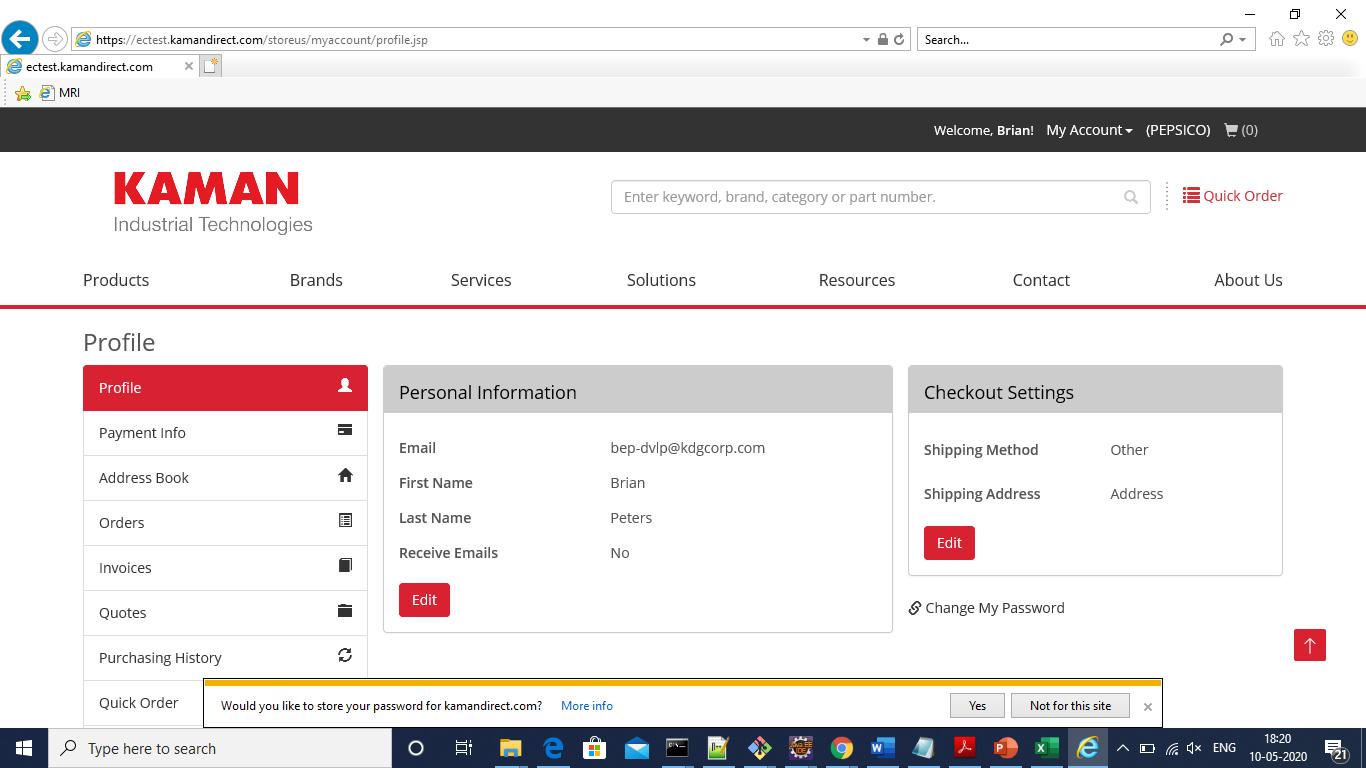 https://ectest.kamandirect.com/storeus/myaccount/profile.jsp
Search...
ectest.kamandirect.com
MRI
Welcome, Brian! My Account (PEPSICO) (0)
KAMAN
Industrial Technologies
Enter keyword, brand, category or part number.
Quick Order
Products Brands Services Solutions Resources Contact About Us
Profile
Profile
Payment Info
Address Book
Orders
Invoices
Quotes
Purchasing History
Quick Order
Personal Information
Email bep-dvlp@kdgcorp.com
First Name Brian
Last Name Peters
Receive Emails No
Edit
Checkout Settings
Shipping Method Other
Shipping Address Address
Edit
Change My Password
Would you like to store your password for kamandirect.com? More info Yes Not for this site
Type here to search
ENG
18:20
10-05-2020
21